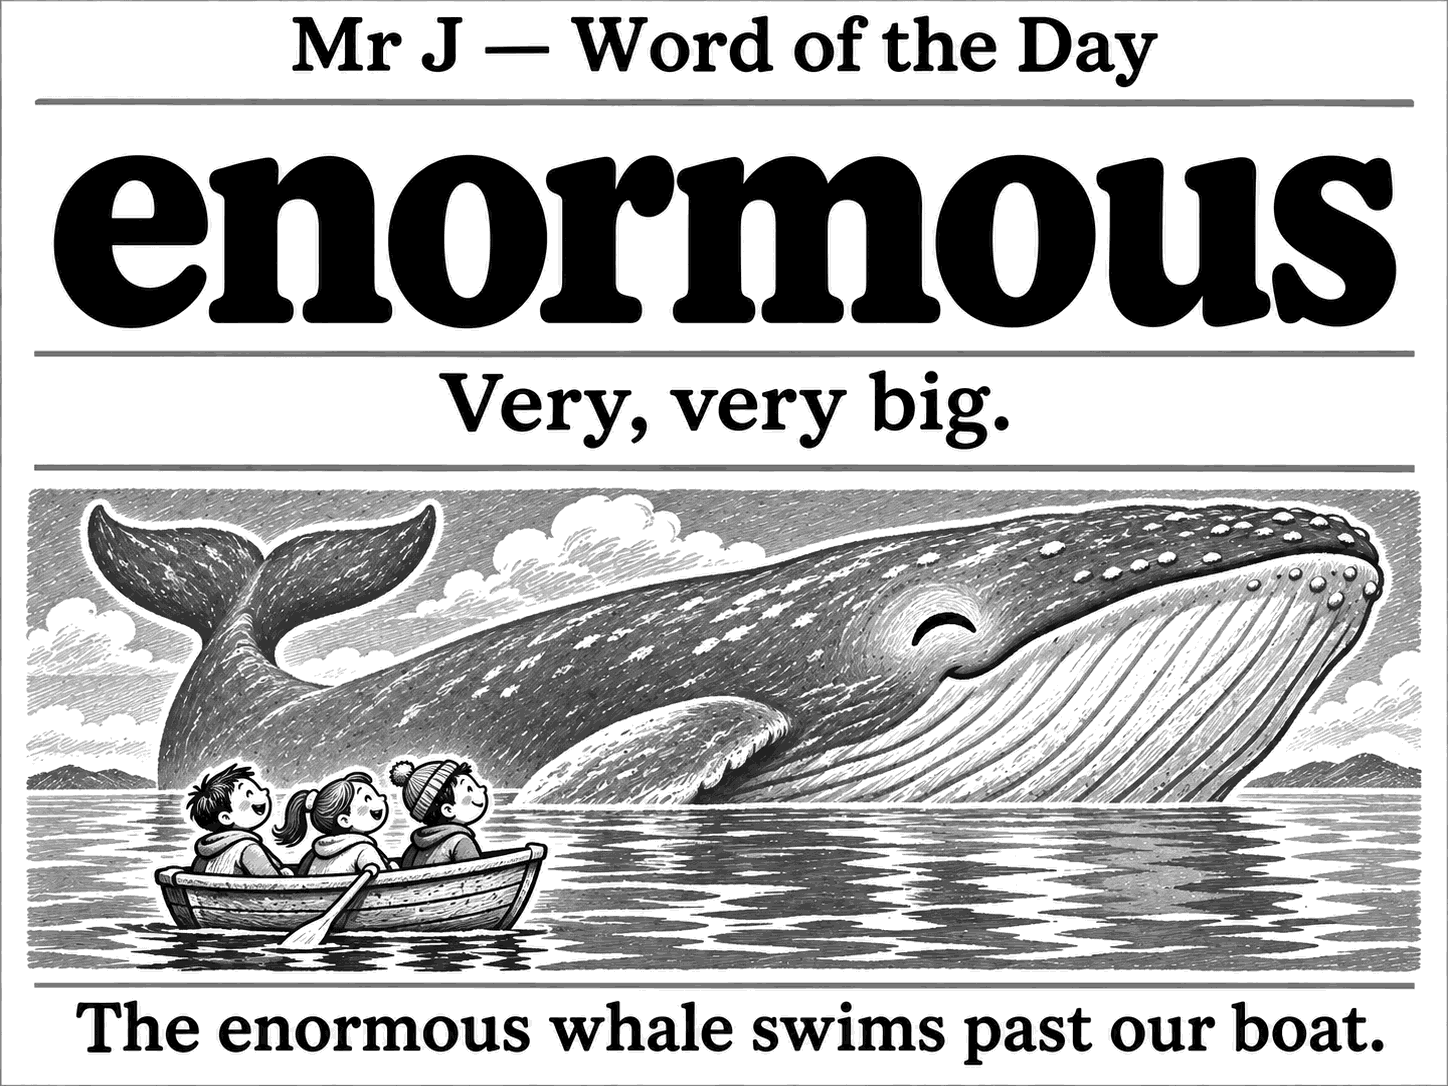 Mr J — Word of the Day
enormous
Very, very big.
The enormous whale swims past our boat.